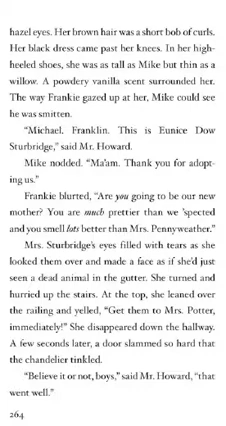 hazel eyes. Her brown hair was a short bob of curls.
Her black dress came past her knees. In her high-
heeled shoes, she was as tall as Mike but thin as a
willow. A powdery vanilla scent surrounded her.
The way Frankie gazed up at her, Mike could see
he was smitten.
“Michael, Franklin. This is Eunice Dow
Sturbridge,” said Mr. Howard.
Mike nodded. “Ma’am. Thank you for adopt-
ing us.”
Frankie blurted, “Are you going to be our new
mother? You are much prettier than we ’spected
and you smell lots better than Mrs. Pennyweather.”
Mrs. Sturbridge’s eyes filled with tears as she
looked them over and made a face as if she’d just
seen a dead animal in the gutter. She turned and
hurried up the stairs. At the top, she leaned over
the railing and yelled, “Get them to Mrs. Potter,
immediately!” She disappeared down the hallway.
A few seconds later, a door slammed so hard that
the chandelier tinkled.
“Believe it or not, boys,” said Mr. Howard, “that
went well.”
264